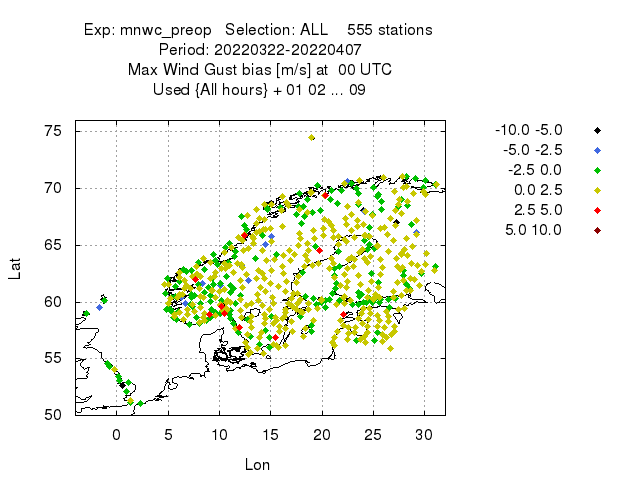 Exp: mnwc_preop   Selection: ALL    555 stations
Period: 20220322-20220407
Max Wind Gust bias [m/s] at  00 UTC
Used {All hours} + 01 02 ... 09
-10.0 -5.0
-5.0 -2.5
-2.5 0.0
0.0 2.5
2.5 5.0
5.0 10.0
75
70
65
60
55
50
Lat
0 5 10 15 20 25 30
Lon